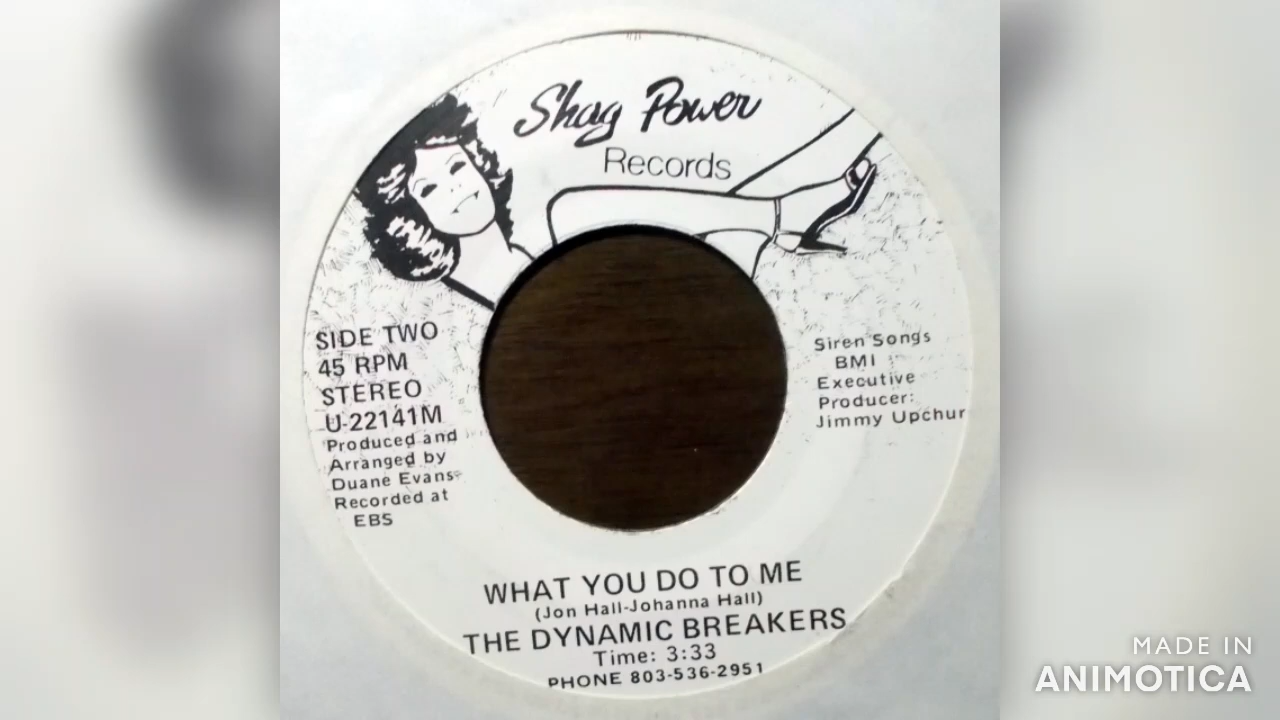 Shag Power
Records
SIDE TWO
45 RPM
STEREO
U-22141M
Produced and
Arranged by
Duane Evans
Recorded at
EBS
Siren Songs
BMI
Executive
Producer:
Jimmy Upchur
WHAT YOU DO TO ME
(Jon Hall-Johanna Hall)
THE DYNAMIC BREAKERS
Time: 3:33
PHONE 803-536-2951
MADE IN
ANIMOTICA